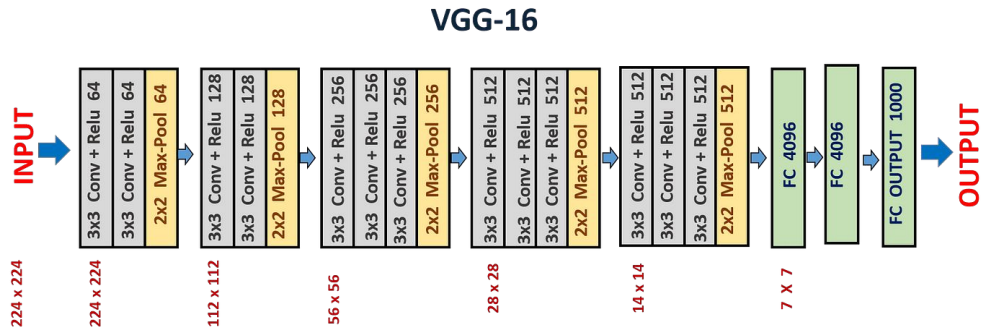 VGG-16
INPUT
3x3 Conv + Relu 64
3x3 Conv + Relu 64
2x2 Max-Pool 64
3x3 Conv + Relu 128
3x3 Conv + Relu 128
2x2 Max-Pool 128
3x3 Conv + Relu 256
3x3 Conv + Relu 256
3x3 Conv + Relu 256
2x2 Max-Pool 256
3x3 Conv + Relu 512
3x3 Conv + Relu 512
3x3 Conv + Relu 512
2x2 Max-Pool 512
3x3 Conv + Relu 512
3x3 Conv + Relu 512
3x3 Conv + Relu 512
2x2 Max-Pool 512
FC 4096
FC 4096
FC OUTPUT 1000
OUTPUT
224 x 224
224 x 224
112 x 112
56 x 56
28 x 28
14 x 14
7 X 7